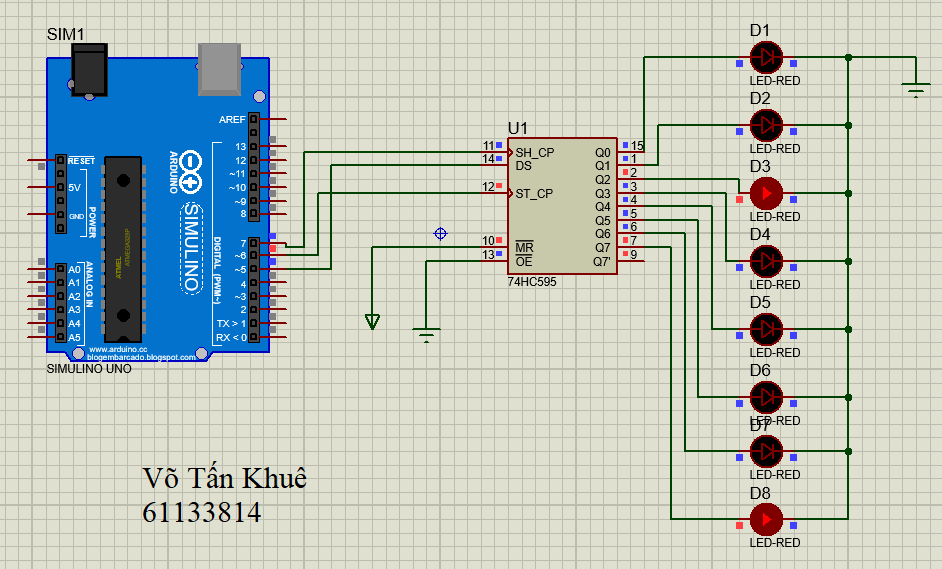 SIM1
AREF
13
12
~11
~10
~9
8
7
~6
~5
4
~3
2
TX > 1
RX < 0
DIGITAL (PWM~)
ARDUINO
SIMULINO
RESET
5V
GND
POWER
A0
A1
A2
A3
A4
A5
ANALOG IN
ATMEL
ATMEGA328P
www.arduino.cc
blogembarcado.blogspot.com
SIMULINO UNO
U1
11 SH_CP Q0 15
14 DS Q1 1
Q2 2
12 ST_CP Q3 3
Q4 4
Q5 5
Q6 6
10 MR Q7 7
13 OE Q7' 9
74HC595
D1
LED-RED
D2
LED-RED
D3
LED-RED
D4
LED-RED
D5
LED-RED
D6
LED-RED
D7
LED-RED
D8
LED-RED
Võ Tấn Khuê
61133814